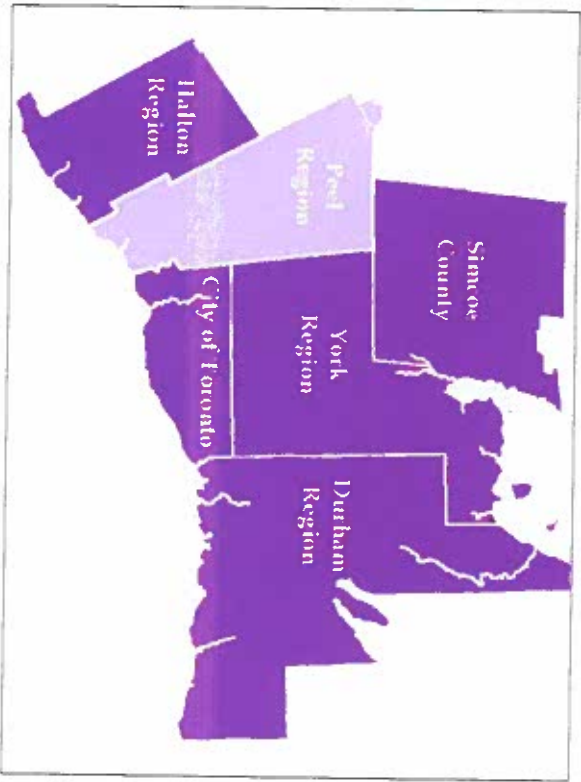 Halton
Region
Peel
Region
Simcoe
County
York
Region
City of Toronto
Durham
Region